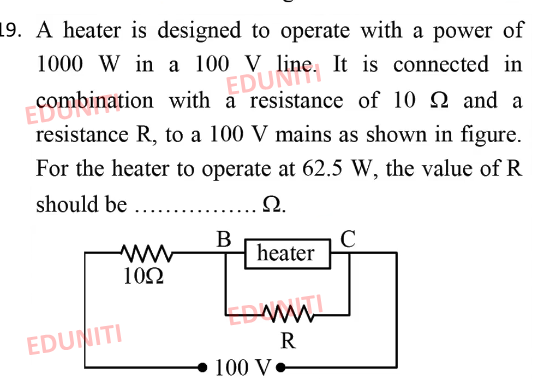 19. A heater is designed to operate with a power of
1000 W in a 100 V line. It is connected in
combination with a resistance of 10 Ω and a
resistance R, to a 100 V mains as shown in figure.
For the heater to operate at 62.5 W, the value of R
should be ................ Ω.
EDUNITI
EDUNITI
B
C
heater
10Ω
EDUNITI
R
EDUNITI
100 V